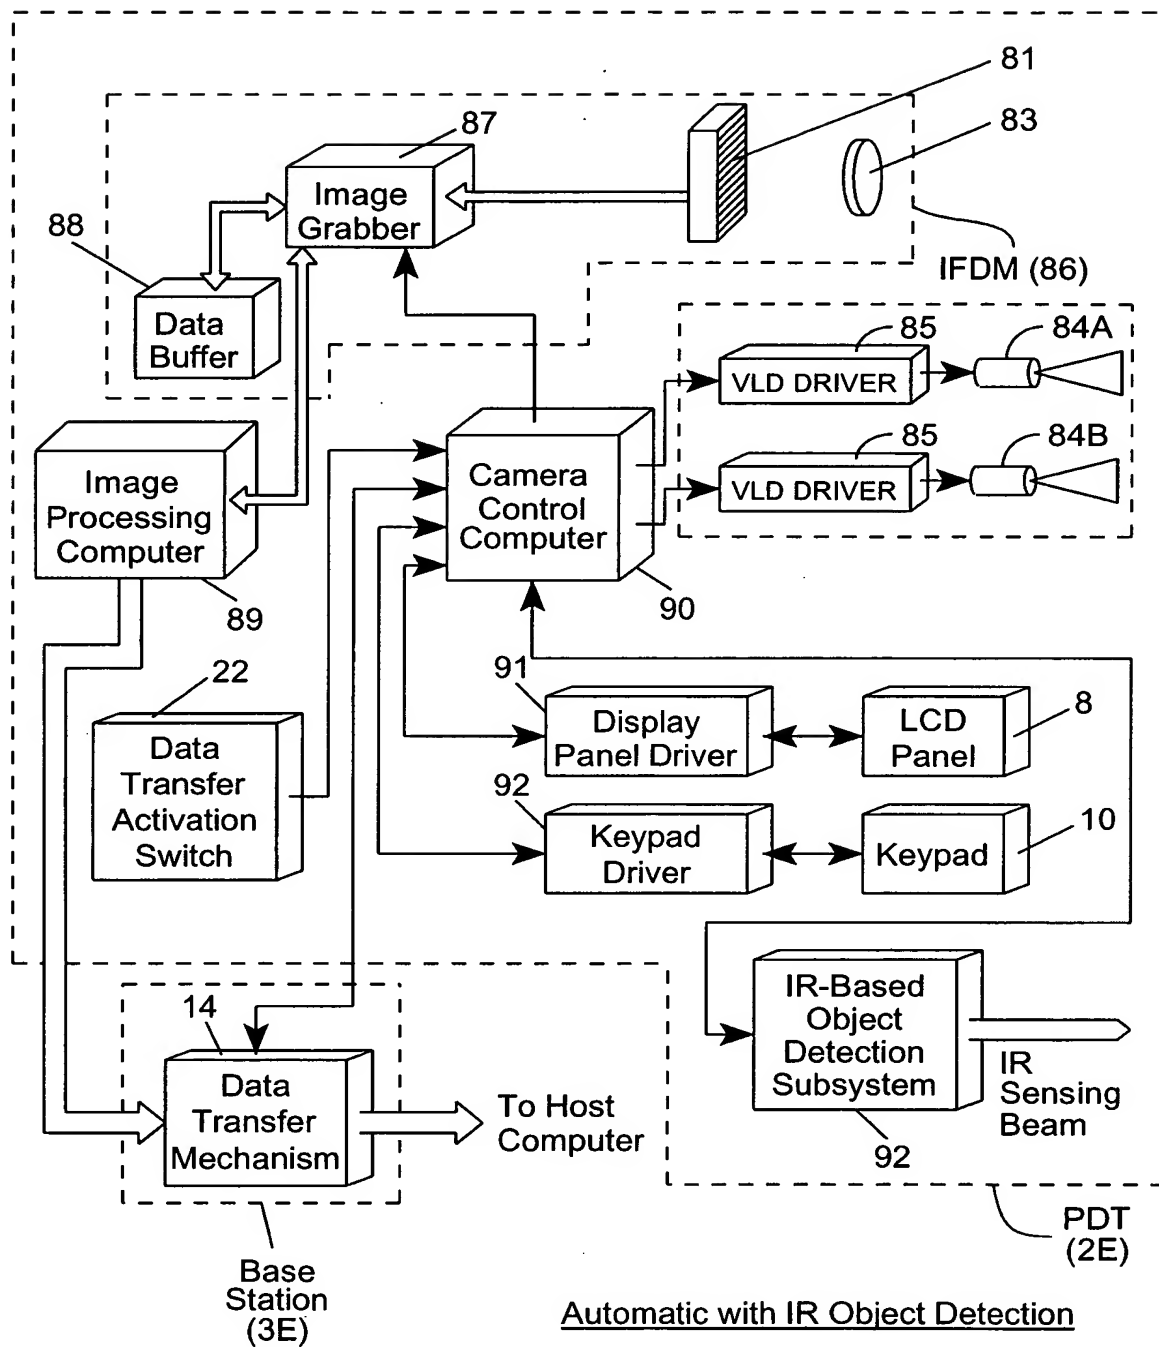 81
83
87
Image
Grabber
88
IFDM (86)
Data
Buffer
85
84A
VLD DRIVER
85
84B
VLD DRIVER
Image
Processing
Computer
Camera
Control
Computer
89
90
22
Data
Transfer
Activation
Switch
91
Display
Panel Driver
LCD
Panel
8
92
Keypad
Driver
Keypad
10
14
Data
Transfer
Mechanism
To Host
Computer
IR-Based
Object
Detection
Subsystem
IR
Sensing
Beam
92
PDT
(2E)
Base
Station
(3E)
Automatic with IR Object Detection